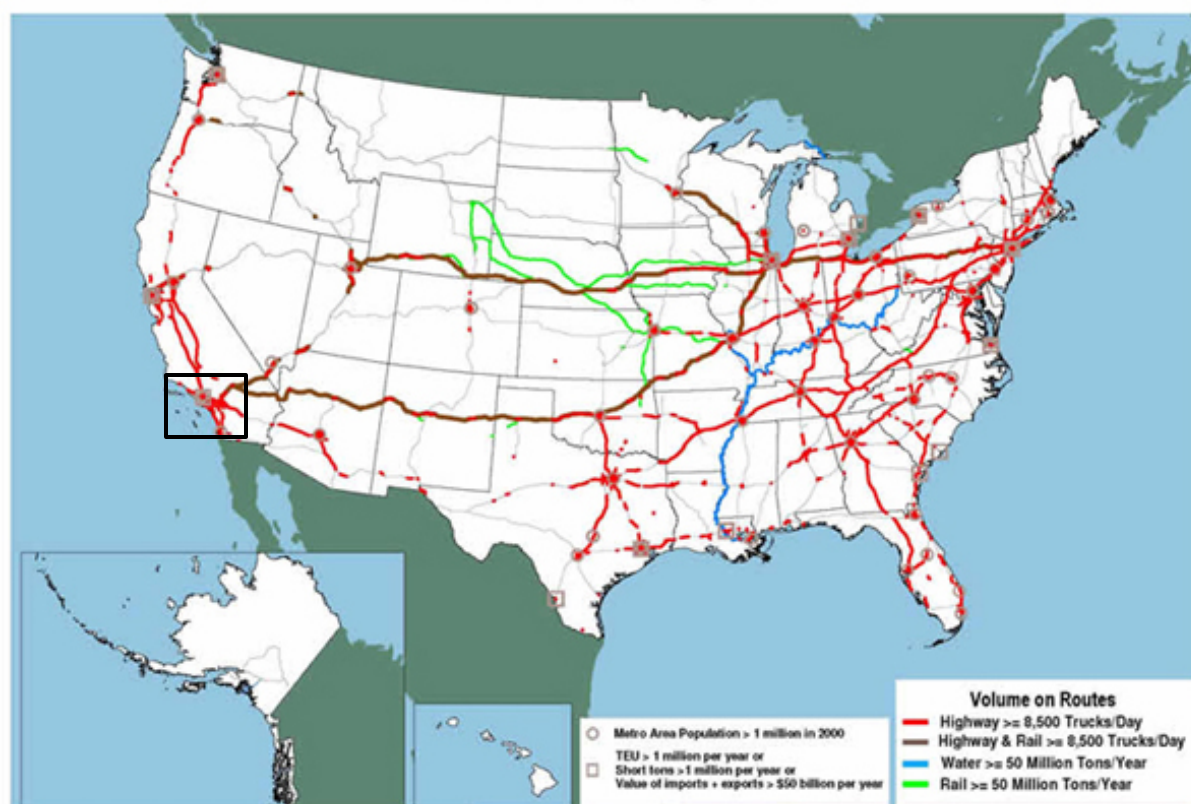 Metro Area Population > 1 million in 2000
TEU > 1 million per year or
Short tons >1 million per year or
Value of imports + exports > $50 billion per year
Volume on Routes
Highway >= 8,500 Trucks/Day
Highway & Rail >= 8,500 Trucks/Day
Water >= 50 Million Tons/Year
Rail >= 50 Million Tons/Year